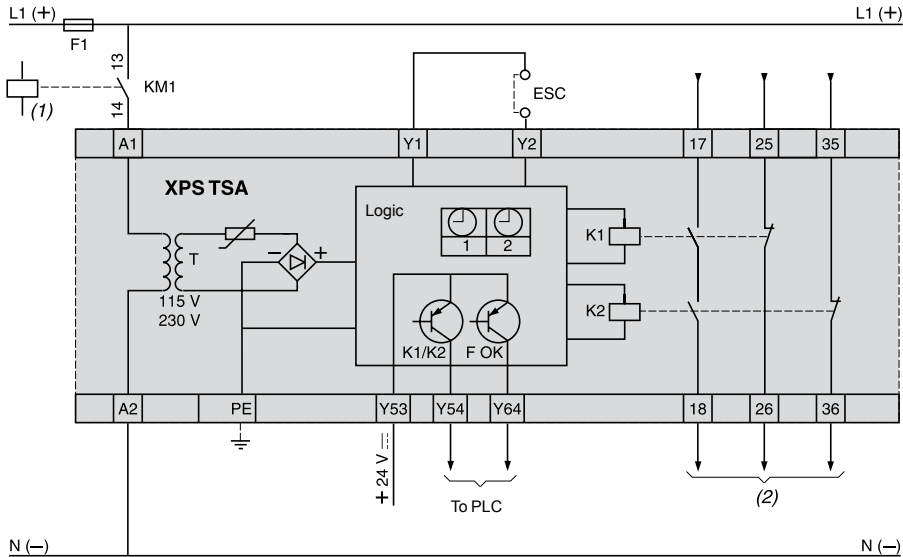 L1 (+)
L1 (+)
F1
13
KM1
14
(1)
ESC
A1
Y1
Y2
17
25
35
XPS TSA
Logic
1
2
K1
T
– +
115 V
230 V
K2
K1/K2
F OK
A2
PE
Y53
Y54
Y64
18
26
36
+ 24 V
To PLC
(2)
N (–)
N (–)